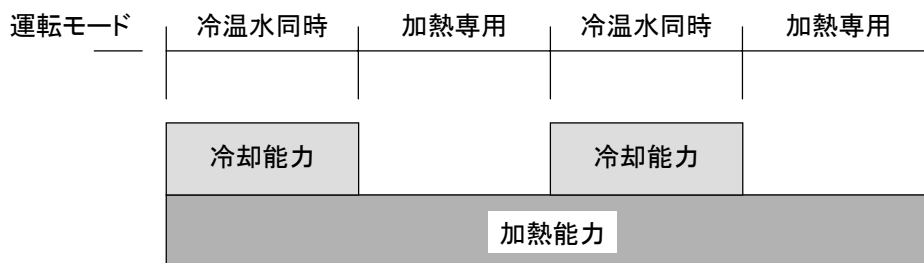 運転モード 冷温水同時 加熱専用 冷温水同時 加熱専用
冷却能力 冷却能力
加熱能力